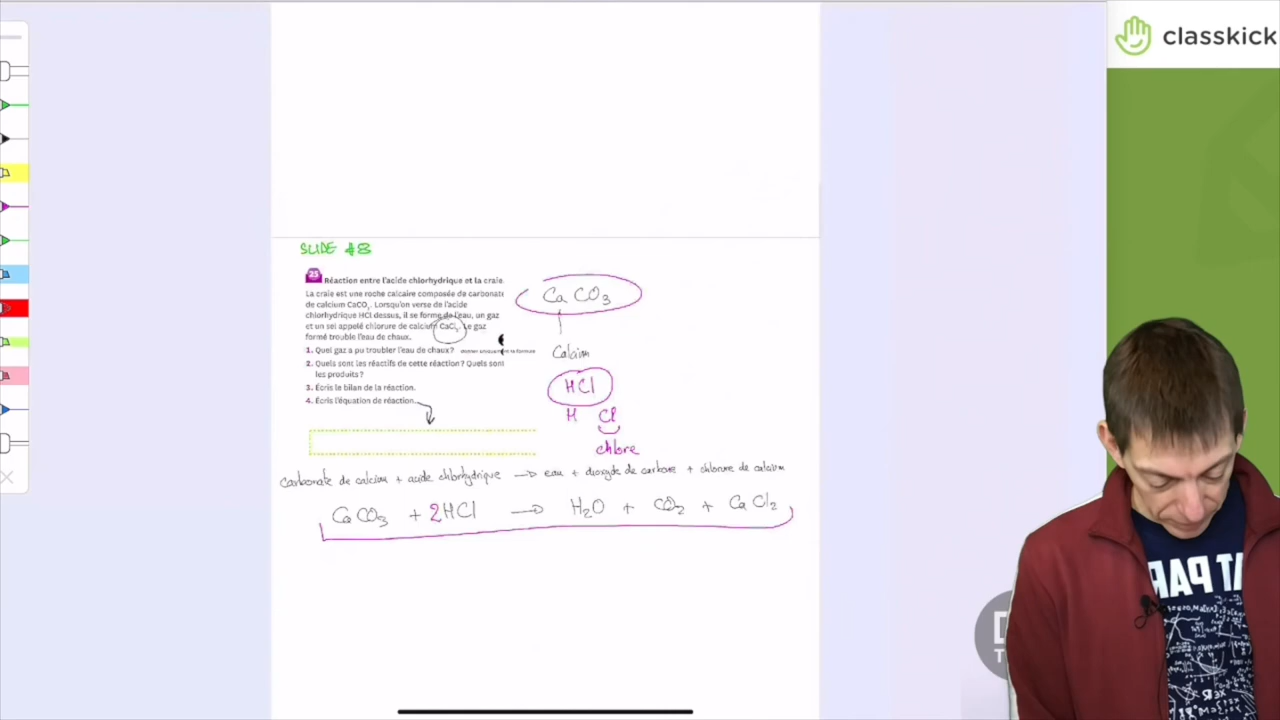 classkick
SLIDE #8
25
Réaction entre l'acide chlorhydrique et la craie
La craie est une roche calcaire composée de carbonate
de calcium CaCO₃. Lorsqu'on verse de l'acide
chlorhydrique HCl dessus, il se forme de l'eau, un gaz
et un sel appelé chlorure de calcium CaCl₂. Le gaz
formé trouble l'eau de chaux.
1. Quel gaz a pu troubler l'eau de chaux? donner uniquement la formule
2. Quels sont les réactifs de cette réaction? Quels sont
les produits?
3. Écris le bilan de la réaction.
4. Écris l'équation de réaction.
CaCO₃
Calcium
HCl
H Cl
chlore
carbonate de calcium + acide chlorhydrique → eau + dioxyde de carbone + chlorure de calcium
CaCO₃ + 2HCl → H₂O + CO₂ + CaCl₂